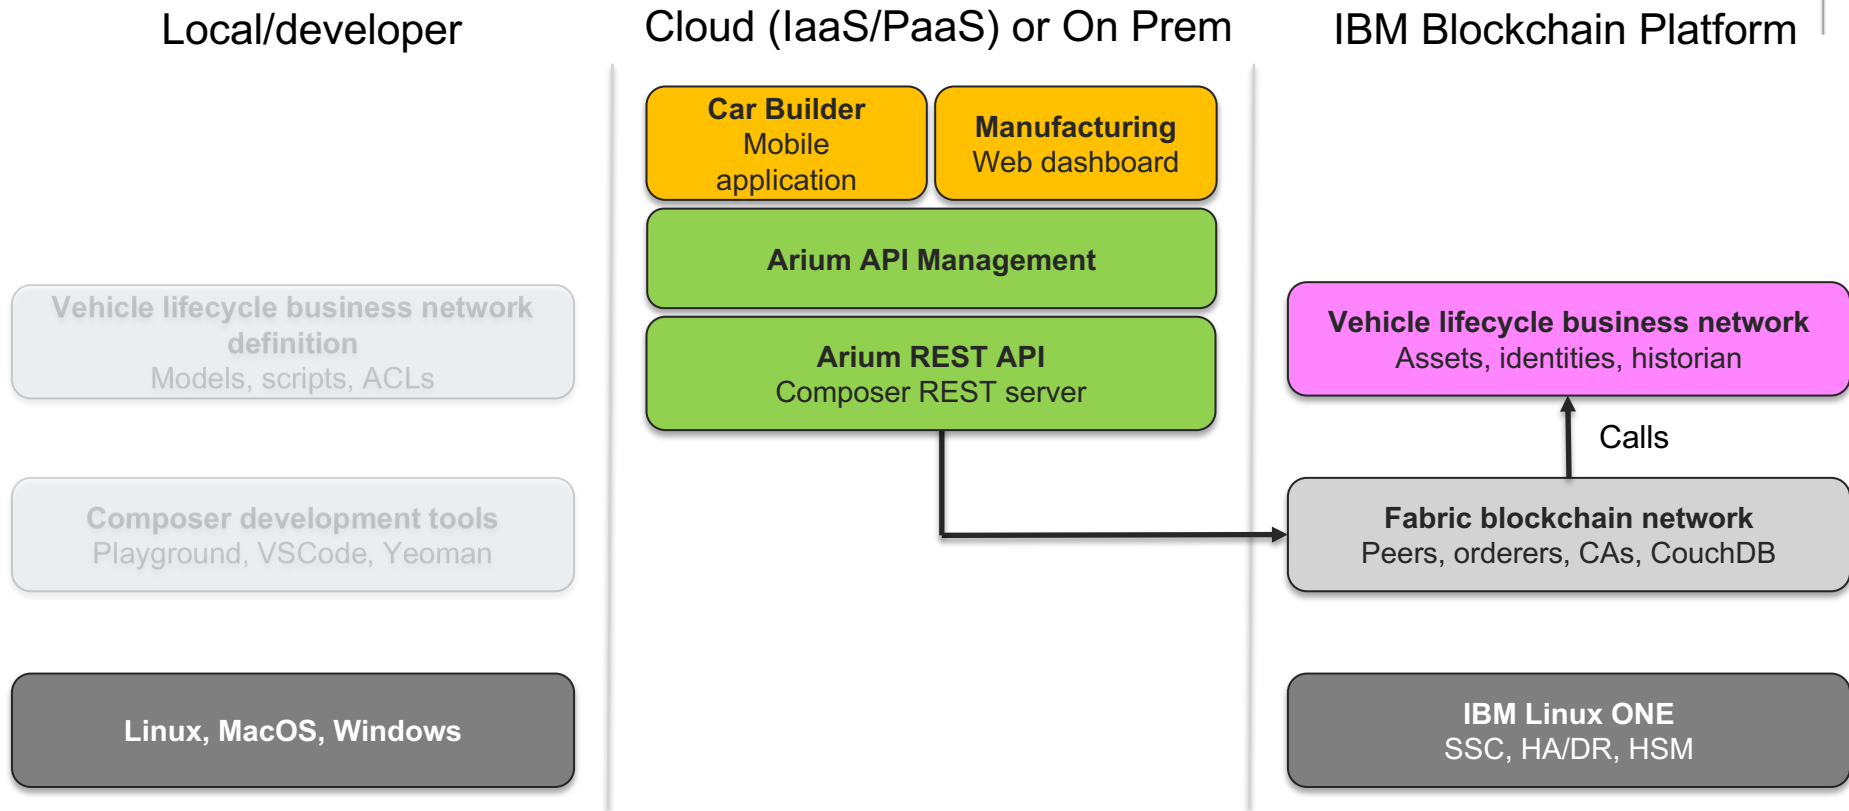 Local/developer
Cloud (IaaS/PaaS) or On Prem
IBM Blockchain Platform
Vehicle lifecycle business network
definition
Models, scripts, ACLs
Composer development tools
Playground, VSCode, Yeoman
Linux, MacOS, Windows
Car Builder
Mobile
application
Manufacturing
Web dashboard
Arium API Management
Arium REST API
Composer REST server
Vehicle lifecycle business network
Assets, identities, historian
Calls
Fabric blockchain network
Peers, orderers, CAs, CouchDB
IBM Linux ONE
SSC, HA/DR, HSM